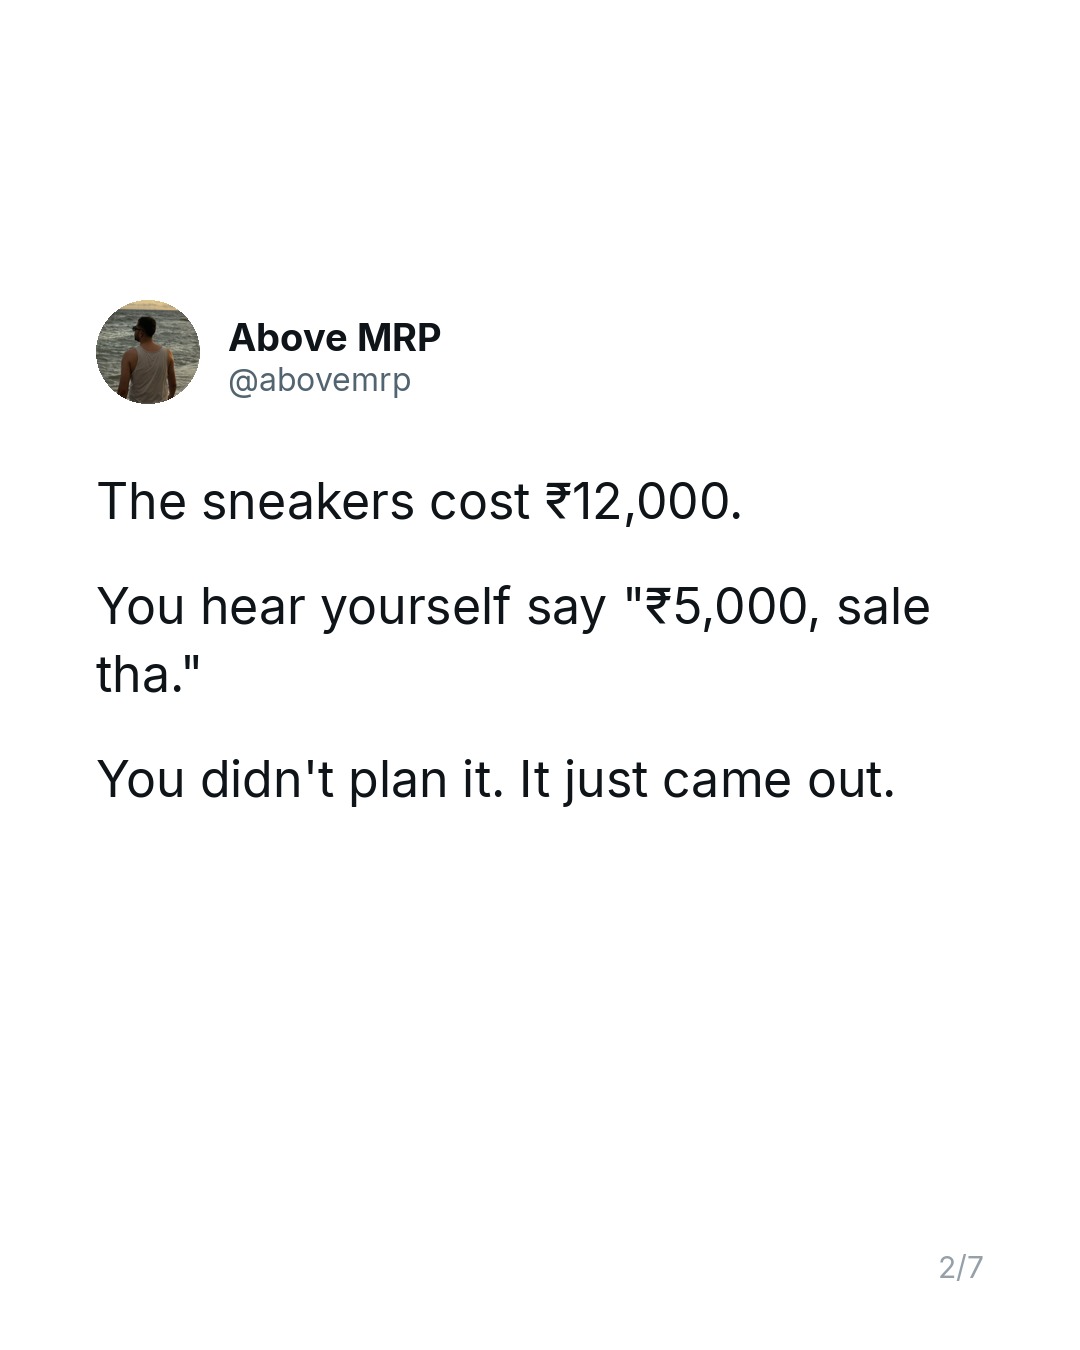 Above MRP
@abovemrp
The sneakers cost ₹12,000.
You hear yourself say "₹5,000, sale
tha."
You didn't plan it. It just came out.
2/7